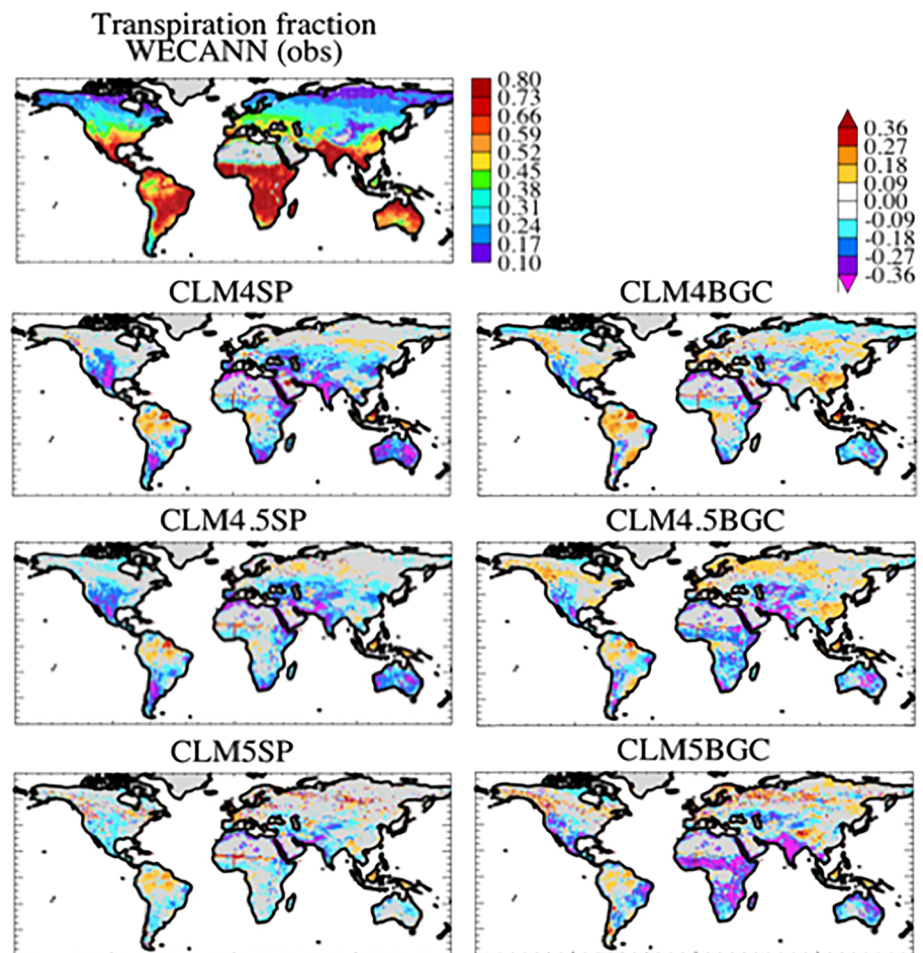 Transpiration fraction
WECANN (obs)
0.80
0.73
0.66
0.59
0.52
0.45
0.38
0.31
0.24
0.17
0.10
0.36
0.27
0.18
0.09
0.00
-0.09
-0.18
-0.27
-0.36
CLM4SP
CLM4BGC
CLM4.5SP
CLM4.5BGC
CLM5SP
CLM5BGC